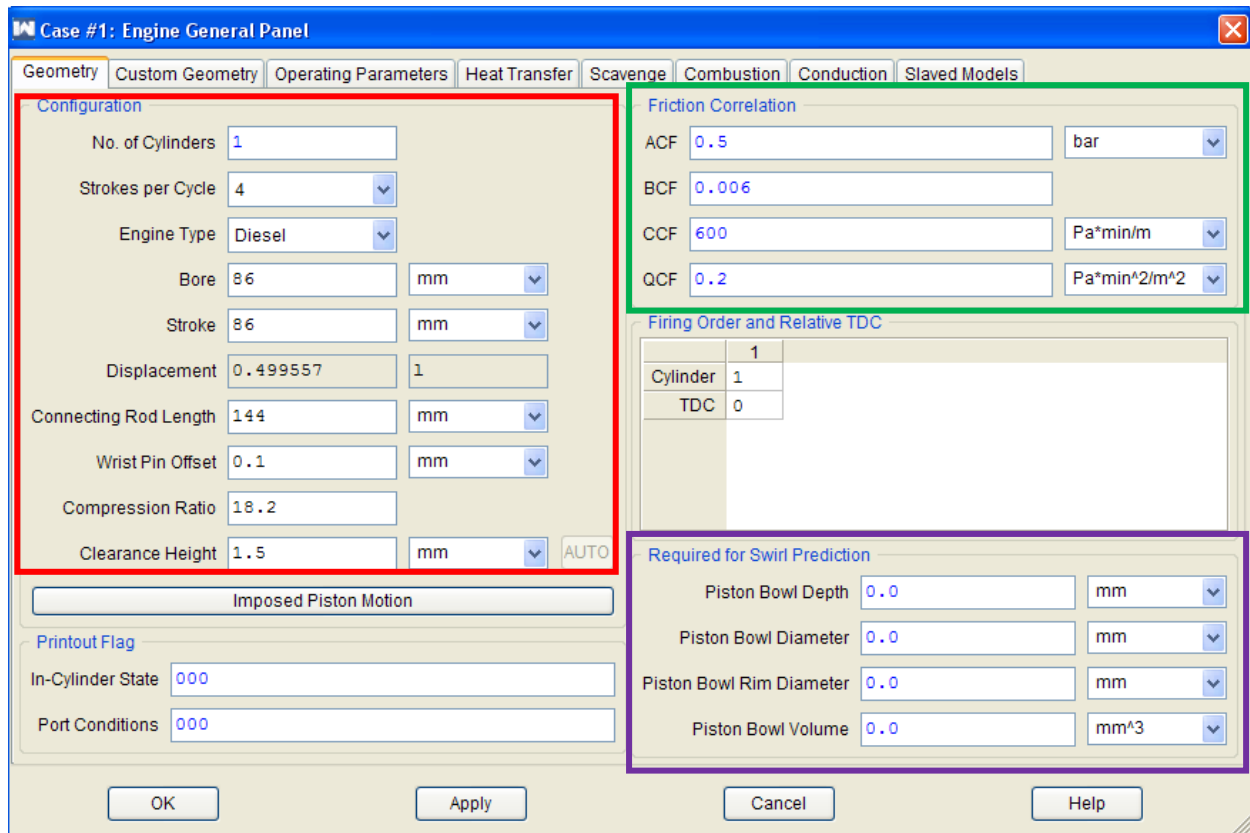 Case #1: Engine General Panel
Geometry Custom Geometry Operating Parameters Heat Transfer Scavenge Combustion Conduction Slaved Models
Configuration
No. of Cylinders 1
Strokes per Cycle 4
Engine Type Diesel
Bore 86 mm
Stroke 86 mm
Displacement 0.499557 l
Connecting Rod Length 144 mm
Wrist Pin Offset 0.1 mm
Compression Ratio 18.2
Clearance Height 1.5 mm AUTO
Imposed Piston Motion
Printout Flag
In-Cylinder State 000
Port Conditions 000
Friction Correlation
ACF 0.5 bar
BCF 0.006
CCF 600 Pa*min/m
QCF 0.2 Pa*min^2/m^2
Firing Order and Relative TDC
1
Cylinder 1
TDC 0
Required for Swirl Prediction
Piston Bowl Depth 0.0 mm
Piston Bowl Diameter 0.0 mm
Piston Bowl Rim Diameter 0.0 mm
Piston Bowl Volume 0.0 mm^3
OK Apply Cancel Help